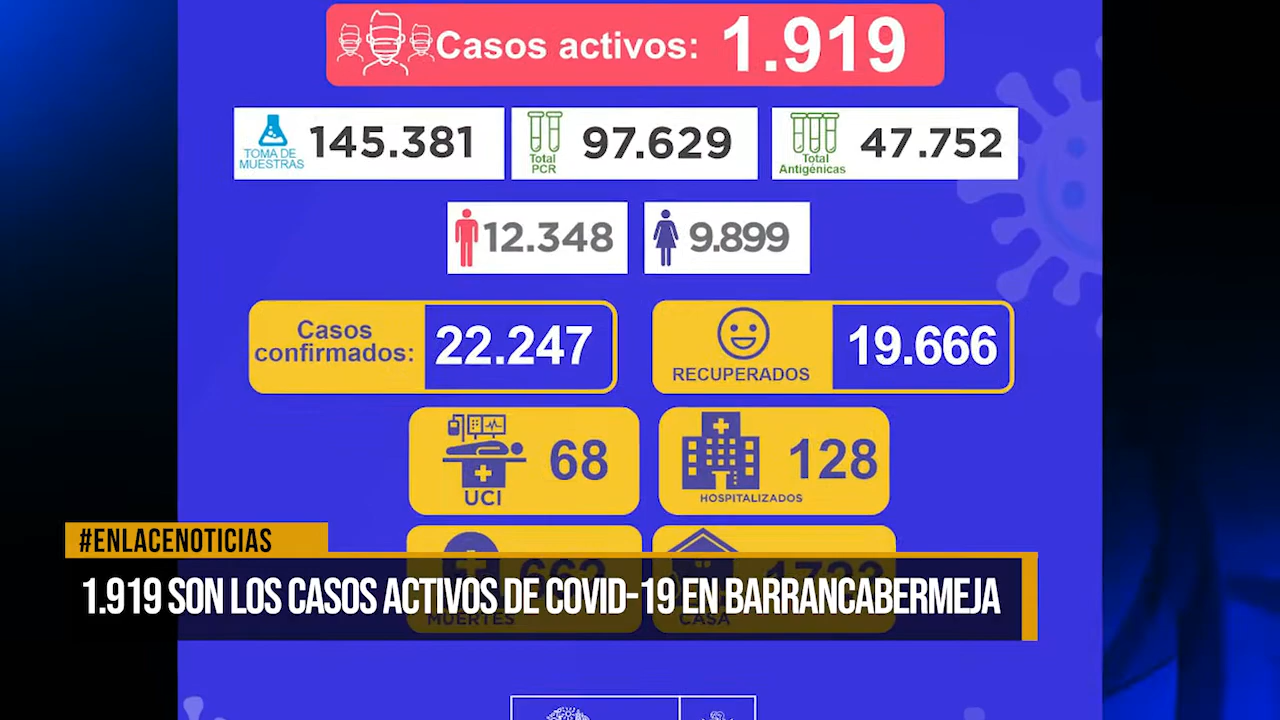 Casos activos: 1.919
TOMA DE
MUESTRAS
145.381
Total
PCR
97.629
Total
Antigénicas
47.752
12.348
9.899
Casos
confirmados:
22.247
RECUPERADOS
19.666
UCI
68
HOSPITALIZADOS
128
#ENLACENOTICIAS
1.919 SON LOS CASOS ACTIVOS DE COVID-19 EN BARRANCABERMEJA
MUERTES
CASA